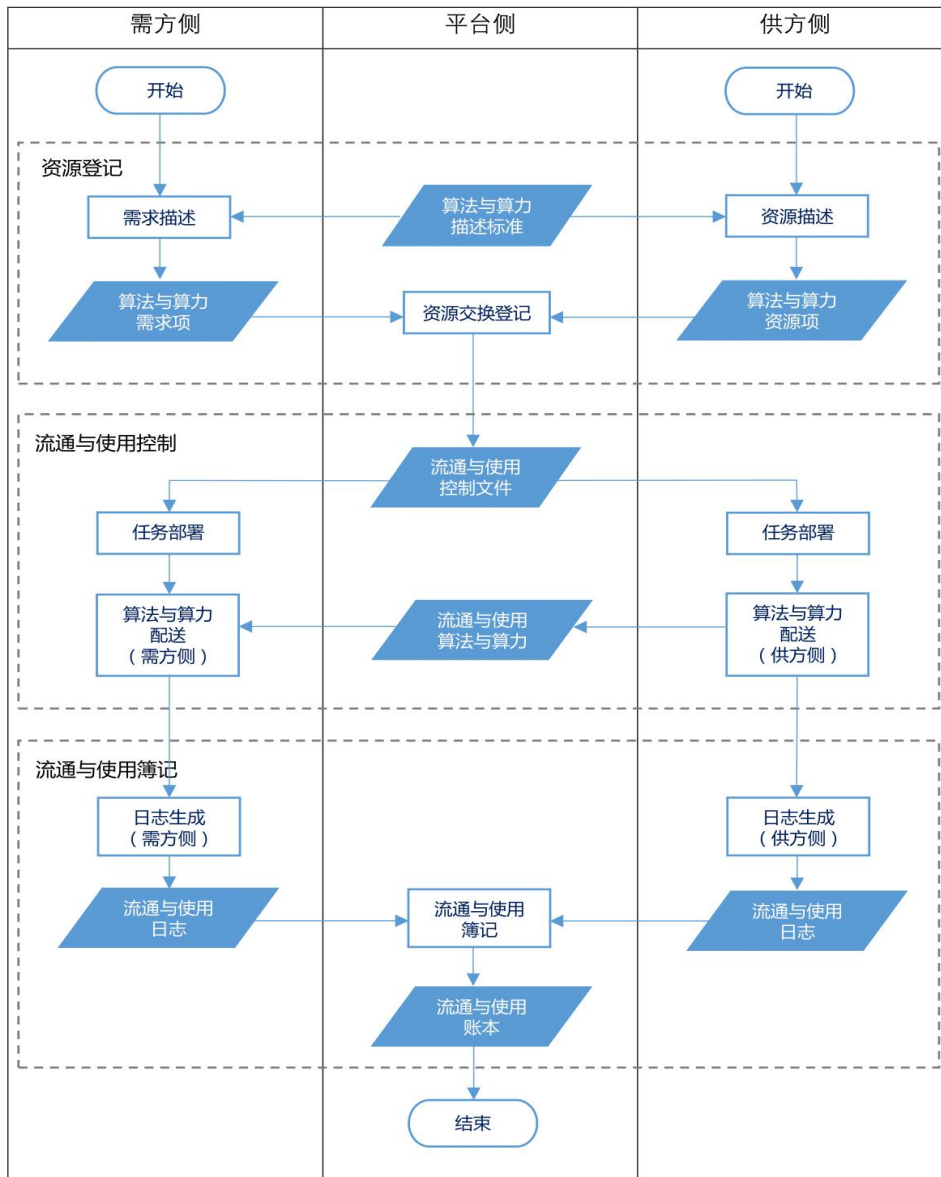 需方侧
平台侧
供方侧
开始
开始
资源登记
需求描述
算法与算力
描述标准
资源描述
算法与算力
需求项
资源交换登记
算法与算力
资源项
流通与使用控制
流通与使用
控制文件
任务部署
任务部署
算法与算力
配送
（需方侧）
流通与使用
算法与算力
算法与算力
配送
（供方侧）
流通与使用簿记
日志生成
（需方侧）
日志生成
（供方侧）
流通与使用
日志
流通与使用
簿记
流通与使用
日志
流通与使用
账本
结束